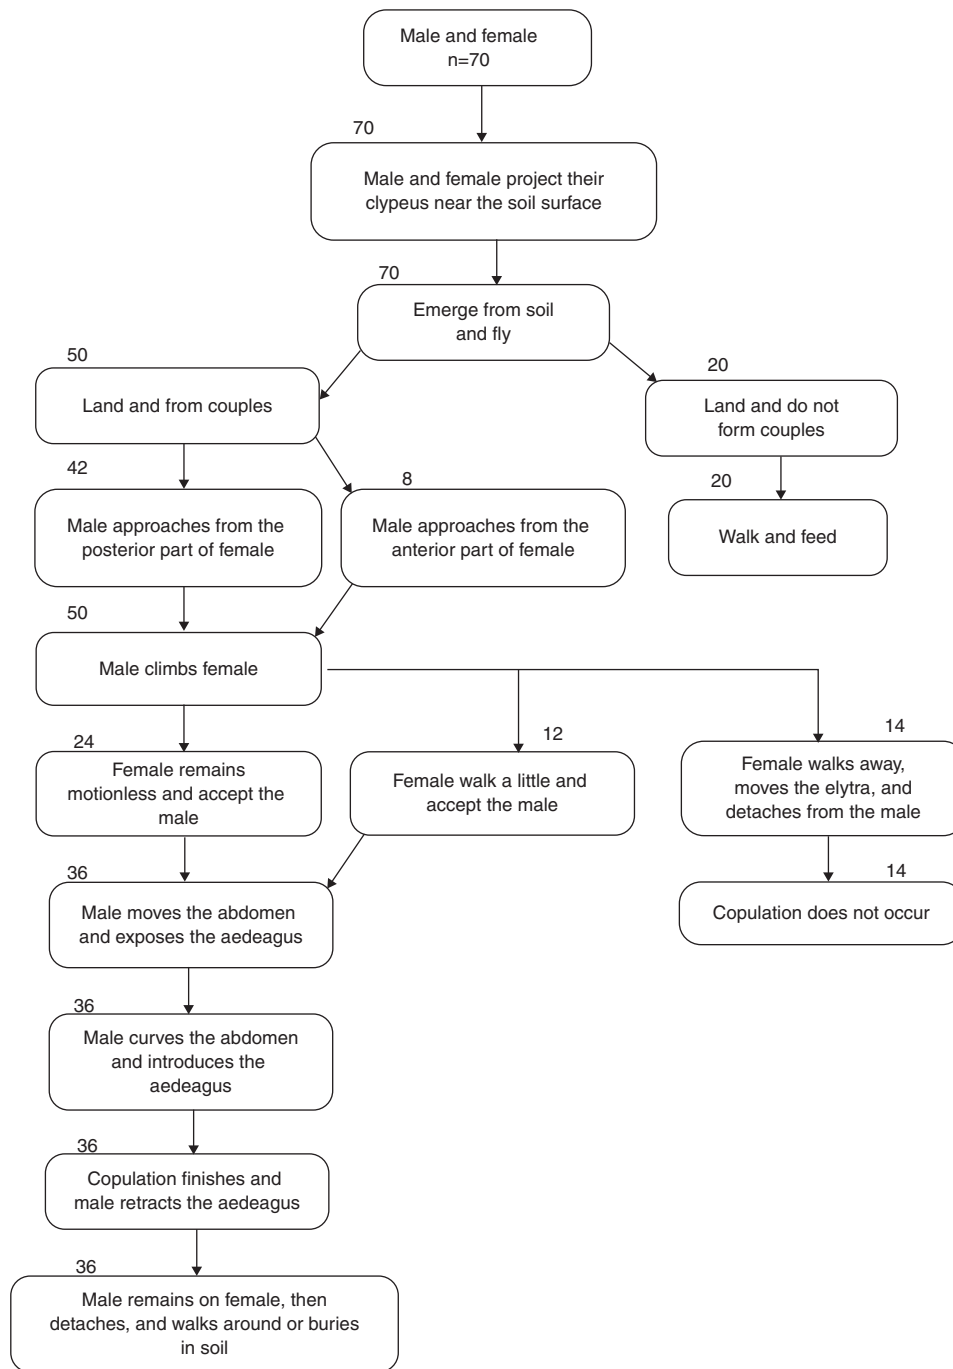 Male and female
n=70
70
Male and female project their
clypeus near the soil surface
70
Emerge from soil
and fly
50
Land and from couples
20
Land and do not
form couples
42
Male approaches from the
posterior part of female
8
Male approaches from the
anterior part of female
20
Walk and feed
50
Male climbs female
24
Female remains
motionless and accept the
male
12
Female walk a little and
accept the male
14
Female walks away,
moves the elytra, and
detaches from the male
36
Male moves the abdomen
and exposes the aedeagus
14
Copulation does not occur
36
Male curves the abdomen
and introduces the
aedeagus
36
Copulation finishes and
male retracts the aedeagus
36
Male remains on female, then
detaches, and walks around or buries
in soil